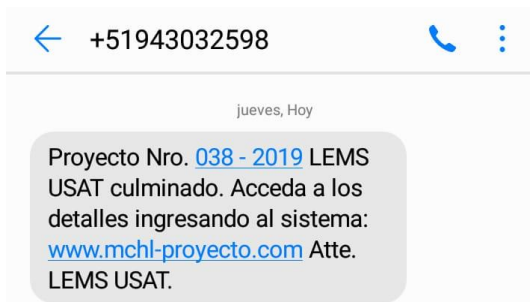 +51943032598
jueves, Hoy
Proyecto Nro. 038 - 2019 LEMS
USAT culminado. Acceda a los
detalles ingresando al sistema:
www.mchl-proyecto.com Atte.
LEMS USAT.